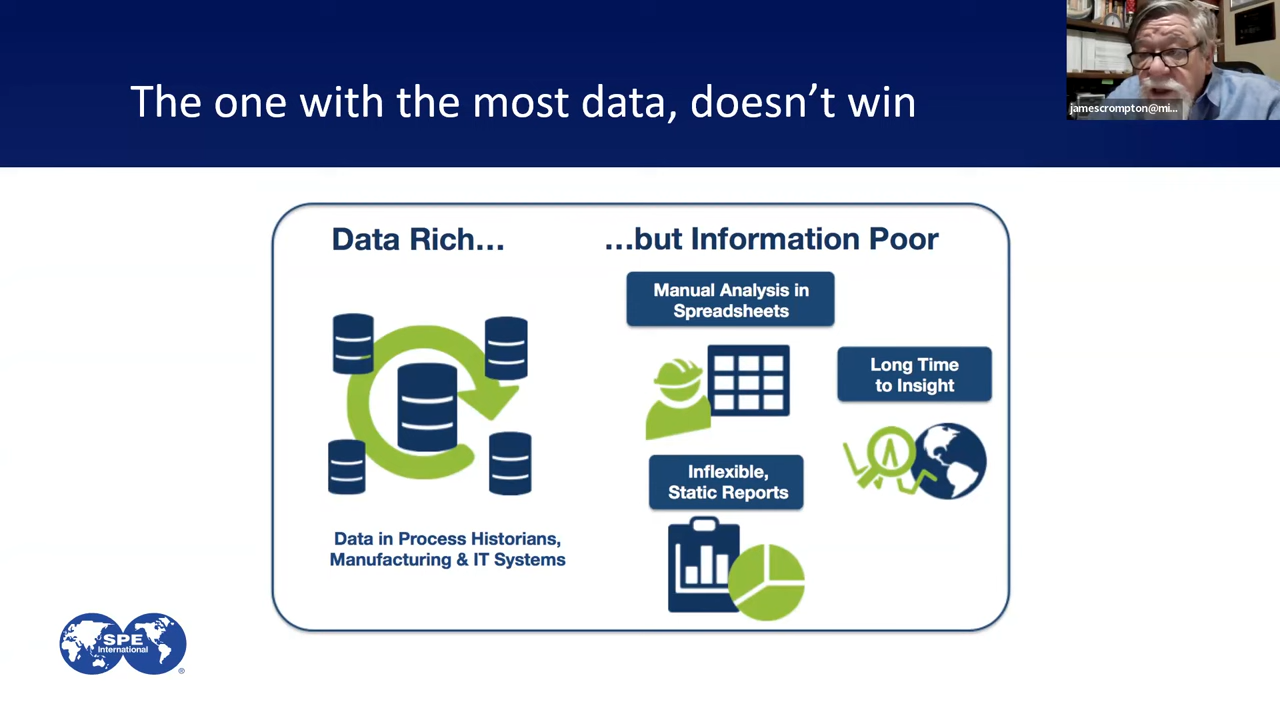 The one with the most data, doesn’t win
jamescrompton@mi...
Data Rich...
...but Information Poor
Manual Analysis in
Spreadsheets
Long Time
to Insight
Inflexible,
Static Reports
Data in Process Historians,
Manufacturing & IT Systems
SPE
International
®